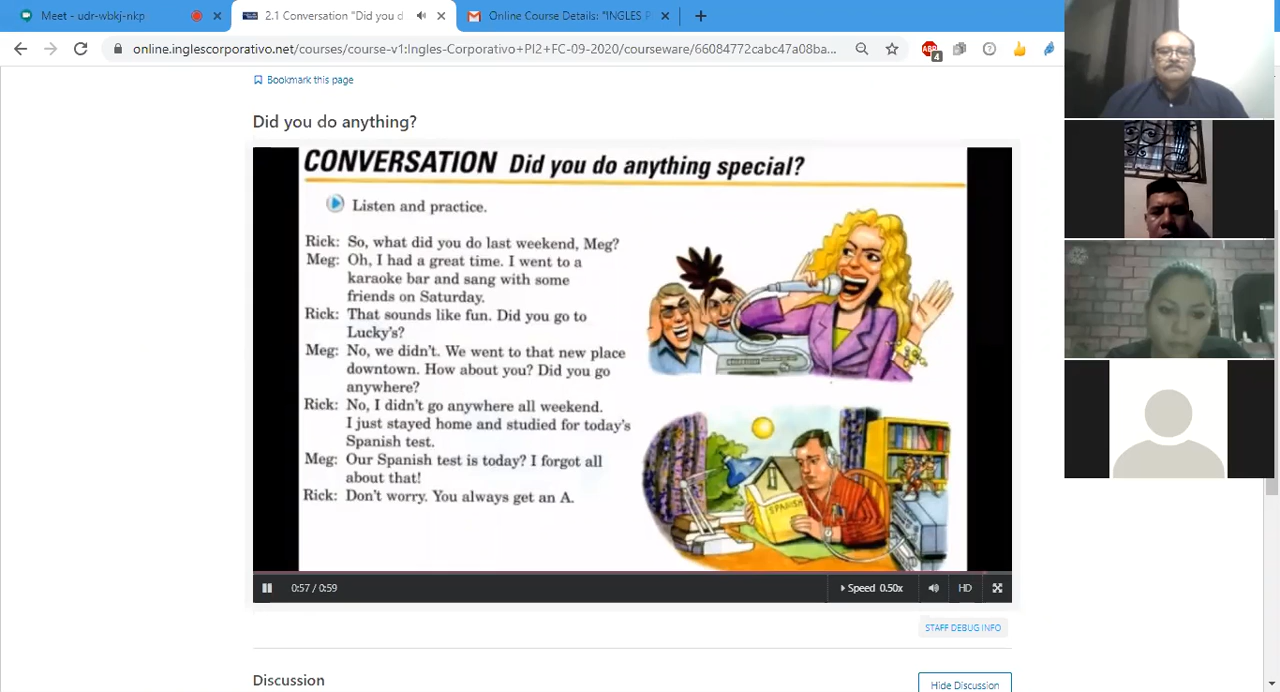 Meet - udr-wbkj-nkp
2.1 Conversation "Did you d
Online Course Details: "INGLES P
online.inglescorporativo.net/courses/course-v1:Ingles-Corporativo+PI2+FC-09-2020/courseware/66084772cabc47a08ba...
ABP
4
Bookmark this page
Did you do anything?
CONVERSATION Did you do anything special?
Listen and practice.
Rick: So, what did you do last weekend, Meg?
Meg: Oh, I had a great time. I went to a
karaoke bar and sang with some
friends on Saturday.
Rick: That sounds like fun. Did you go to
Lucky's?
Meg: No, we didn't. We went to that new place
downtown. How about you? Did you go
anywhere?
Rick: No, I didn't go anywhere all weekend.
I just stayed home and studied for today's
Spanish test.
Meg: Our Spanish test is today? I forgot all
about that!
Rick: Don't worry. You always get an A.
SPANISH
0:57 / 0:59
Speed 0.50x
HD
STAFF DEBUG INFO
Discussion
Hide Discussion